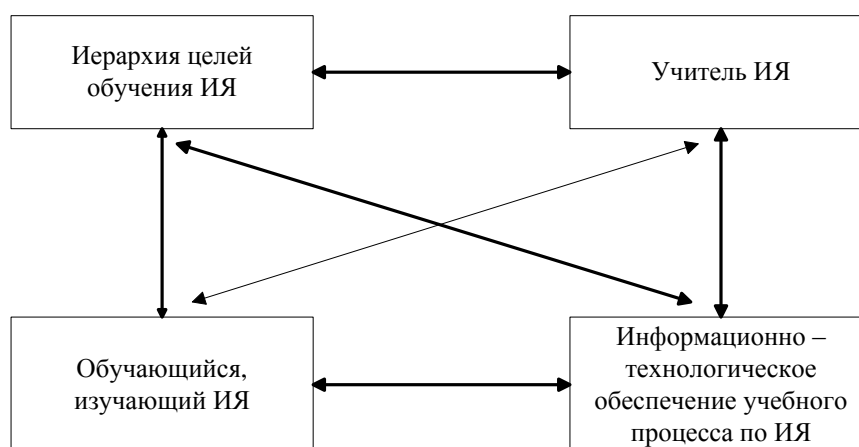 Иерархия целей
обучения ИЯ
Учитель ИЯ
Обучающийся,
изучающий ИЯ
Информационно –
технологическое
обеспечение учебного
процесса по ИЯ